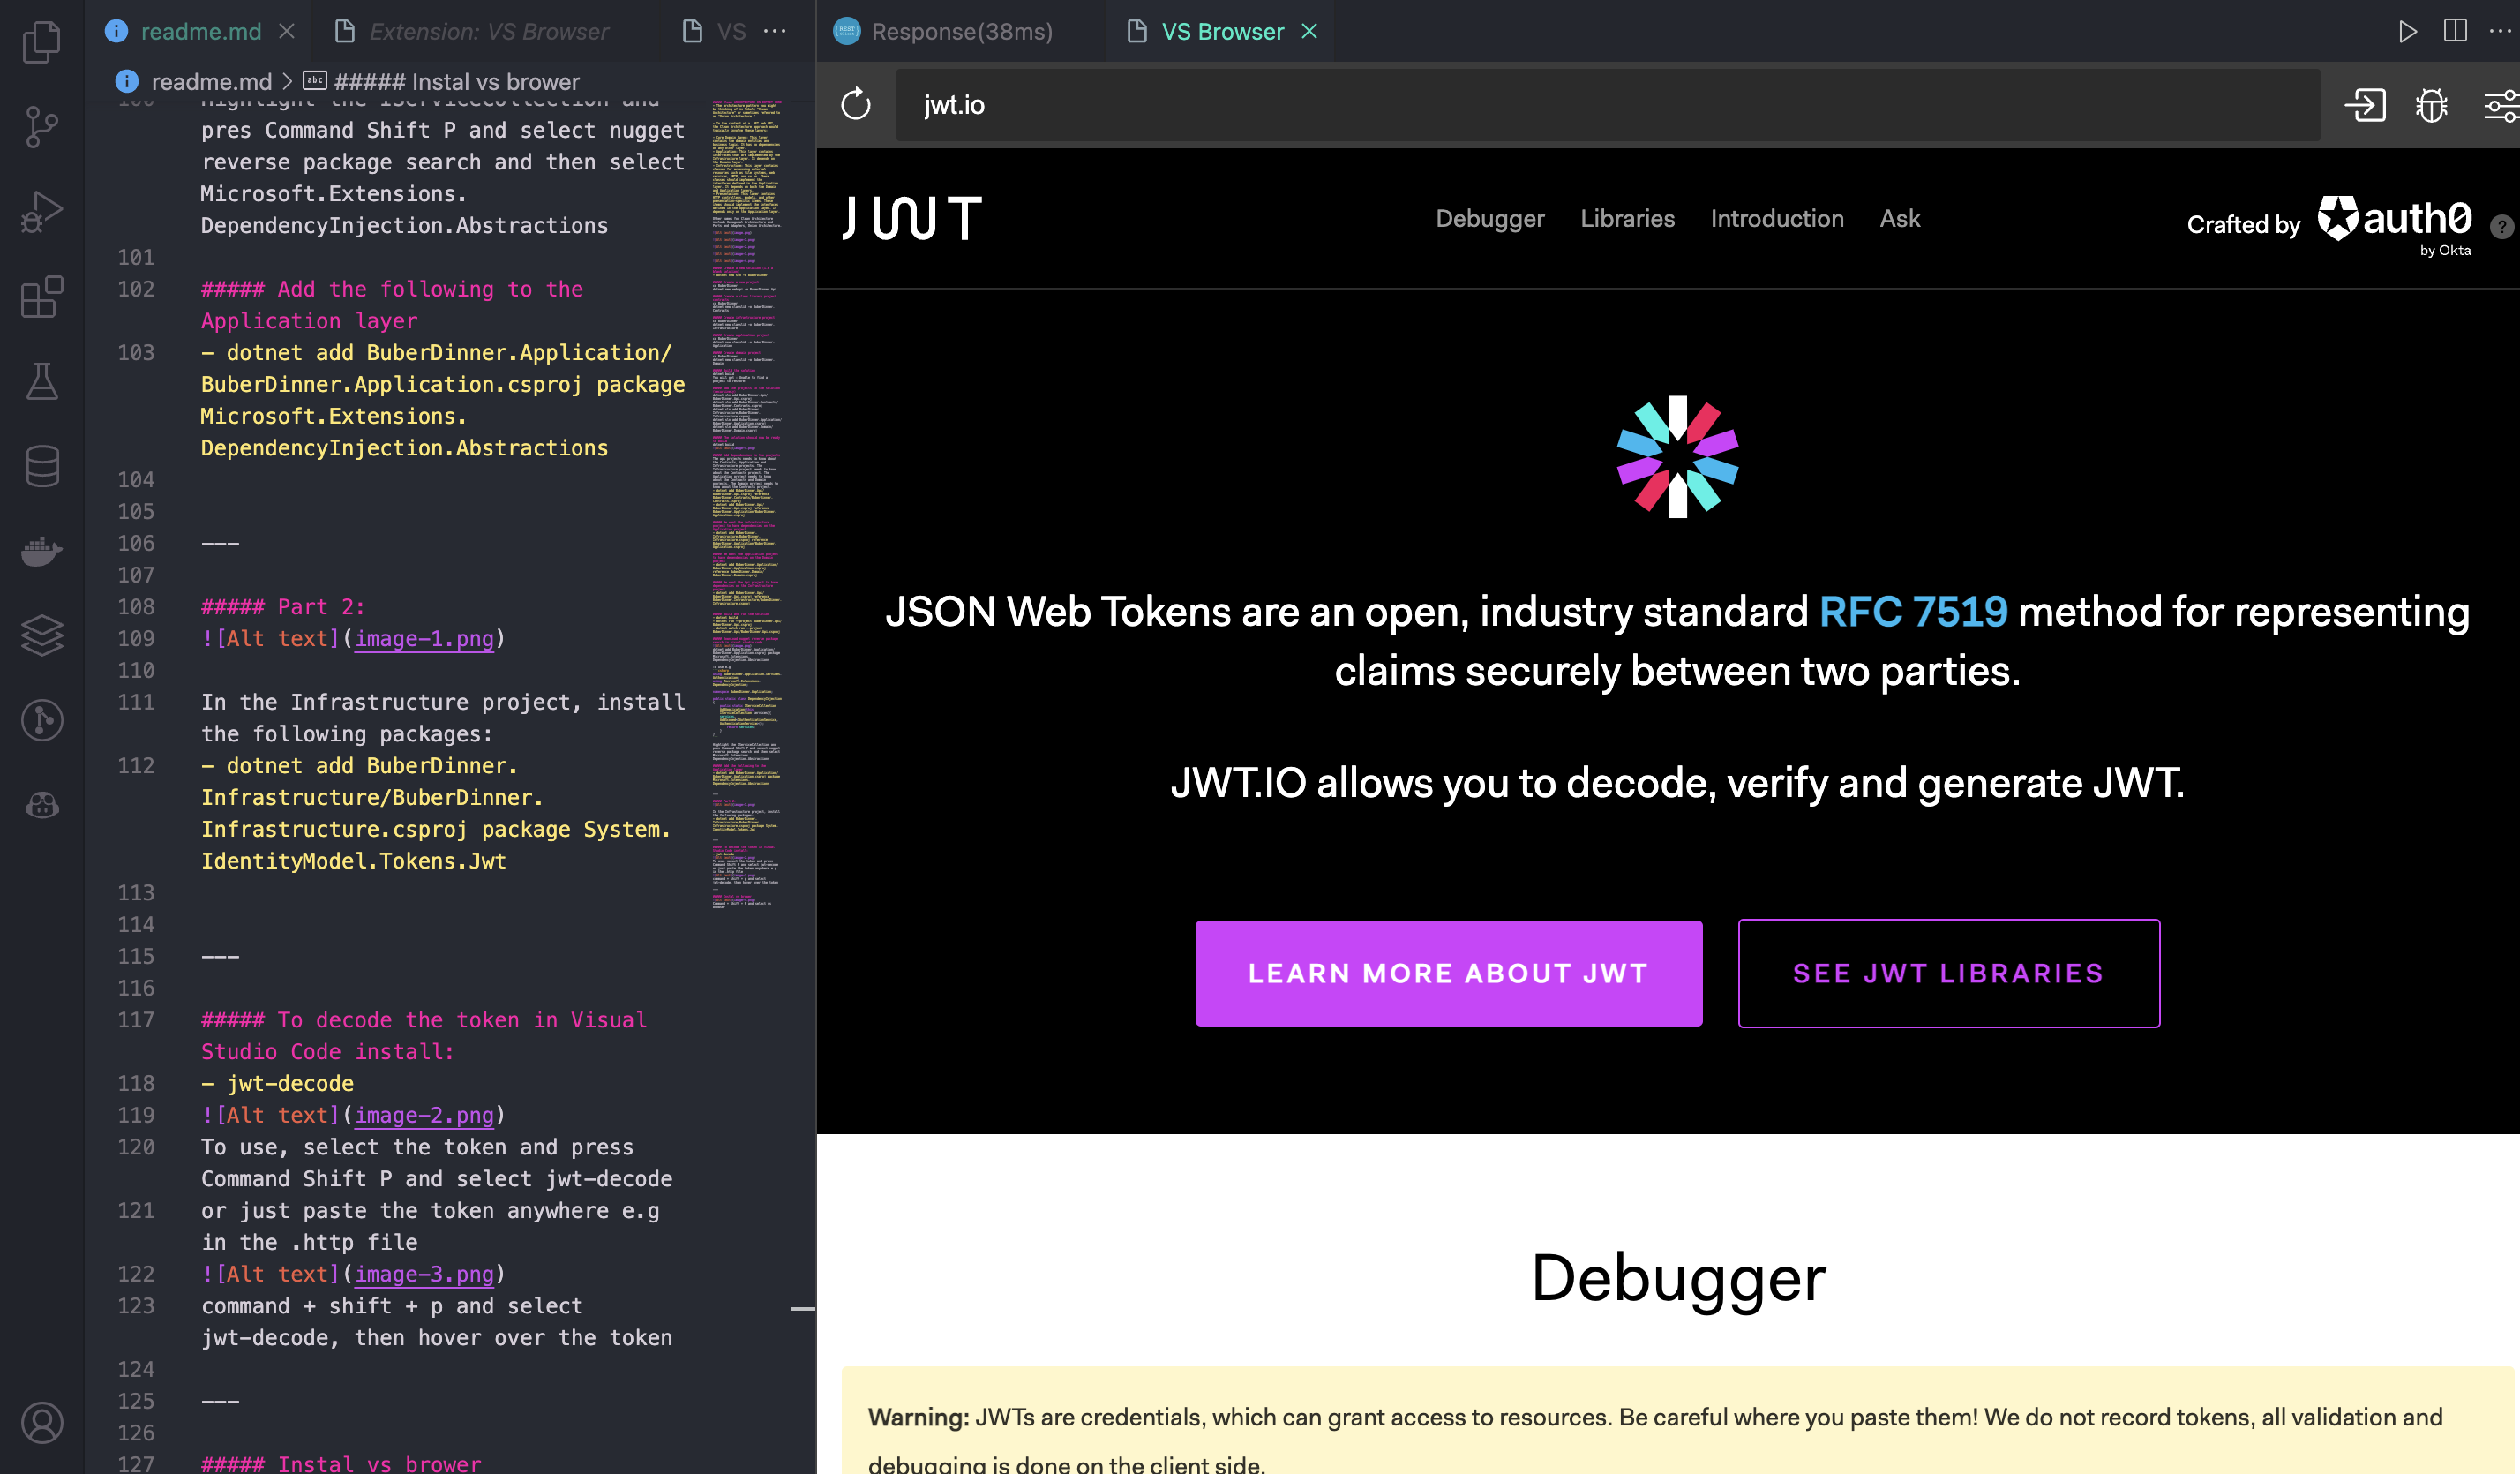 readme.md
Extension: VS Browser
VS
Response(38ms)
VS Browser
readme.md > ##### Instal vs brower
jwt.io
100 Highlight the IServiceCollection and
pres Command Shift P and select nugget
reverse package search and then select
Microsoft.Extensions.
DependencyInjection.Abstractions
101
102 ##### Add the following to the
Application layer
103 - dotnet add BuberDinner.Application/
BuberDinner.Application.csproj package
Microsoft.Extensions.
DependencyInjection.Abstractions
104
105
106 ---
107
108 ##### Part 2:
109 ![Alt text](image-1.png)
110
111 In the Infrastructure project, install
the following packages:
112 - dotnet add BuberDinner.
Infrastructure/BuberDinner.
Infrastructure.csproj package System.
IdentityModel.Tokens.Jwt
113
114
115 ---
116
117 ##### To decode the token in Visual
Studio Code install:
118 - jwt-decode
119 ![Alt text](image-2.png)
120 To use, select the token and press
Command Shift P and select jwt-decode
121 or just paste the token anywhere e.g
in the .http file
122 ![Alt text](image-3.png)
123 command + shift + p and select
jwt-decode, then hover over the token
124
125 ---
126
127 ##### Instal vs brower
JWT
Debugger
Libraries
Introduction
Ask
Crafted by auth0
by Okta
JSON Web Tokens are an open, industry standard RFC 7519 method for representing
claims securely between two parties.
JWT.IO allows you to decode, verify and generate JWT.
LEARN MORE ABOUT JWT
SEE JWT LIBRARIES
Debugger
Warning: JWTs are credentials, which can grant access to resources. Be careful where you paste them! We do not record tokens, all validation and
debugging is done on the client side.